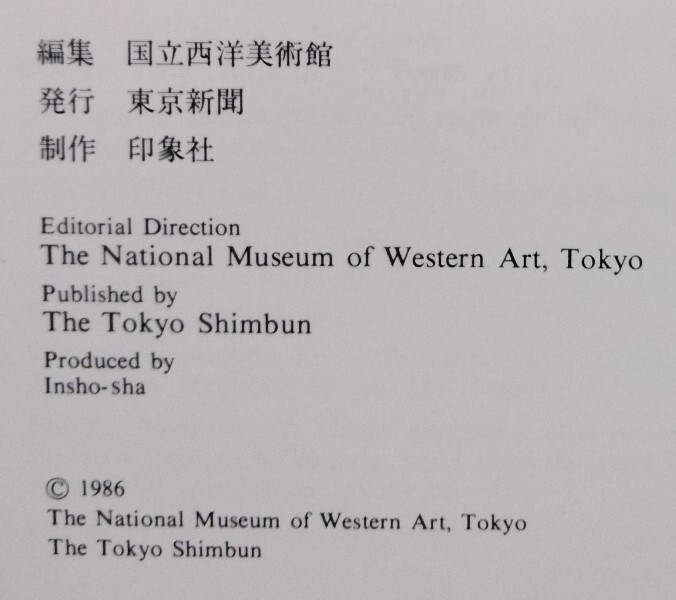 編集 国立西洋美術館
発行 東京新聞
制作 印象社
Editorial Direction
The National Museum of Western Art, Tokyo
Published by
The Tokyo Shimbun
Produced by
Insho-sha
© 1986
The National Museum of Western Art, Tokyo
The Tokyo Shimbun